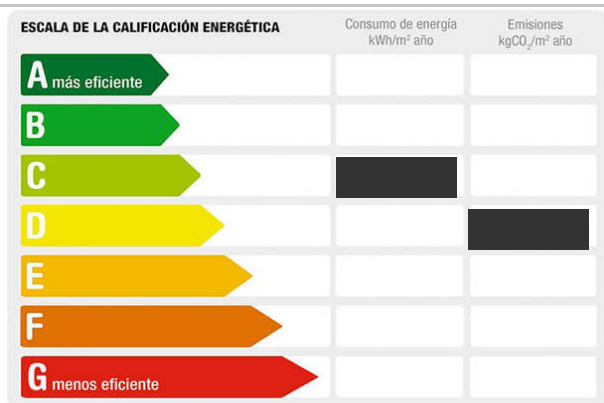 ESCALA DE LA CALIFICACIÓN ENERGÉTICA
Consumo de energía
kWh/m² año
Emisiones
kgCO₂/m² año
A más eficiente
B
C
D
E
F
G menos eficiente